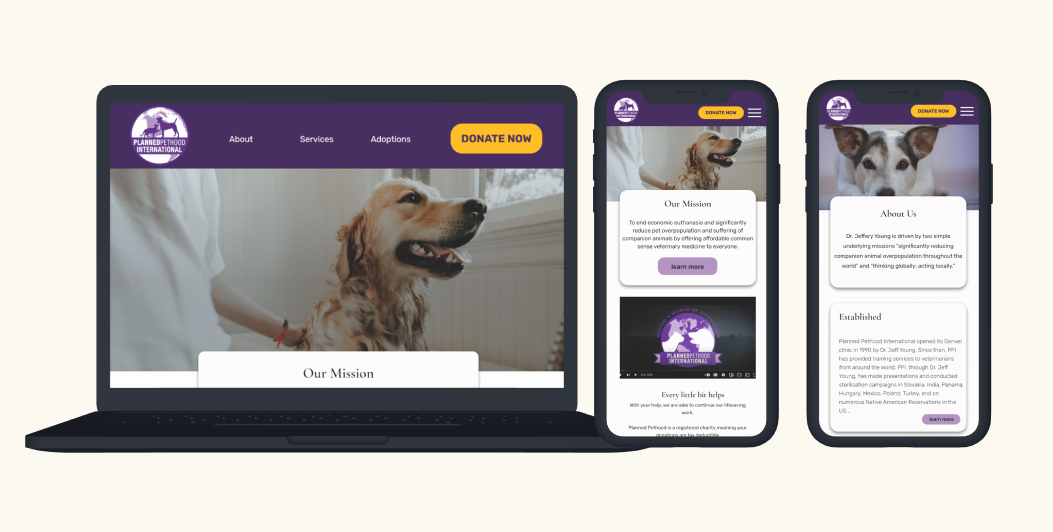 PLANNEDPETHOOD
INTERNATIONAL
About
Services
Adoptions
DONATE NOW
Our Mission
PLANNEDPETHOOD
INTERNATIONAL
DONATE NOW
Our Mission
To end economic euthanasia and significantly
reduce pet overpopulation and suffering of
companion animals by offering affordable common
sense veterinary medicine to everyone.
learn more
PLANNEDPETHOOD
INTERNATIONAL
Every little bit helps
With your help, we are able to continue our lifesaving
work.
Planned Pethood is a registered charity meaning your
donations are tax deductible
PLANNEDPETHOOD
INTERNATIONAL
DONATE NOW
About Us
Dr. Jeffery Young is driven by two simple
underlying missions "significantly reducing
companion animal overpopulation throughout the
world" and "thinking globally: acting locally."
Established
Planned Pethood International opened its Denver
clinic in 1990 by Dr. Jeff Young. Since then, PPI
has provided training services to veterinarians
from around the world. PPI, through Dr. Jeff
Young, has made presentations and conducted
sterilization campaigns in Slovakia, India, Panama,
Hungary, Mexico, Poland, Turkey, and on
numerous Native American Reservations in the
US...
learn more